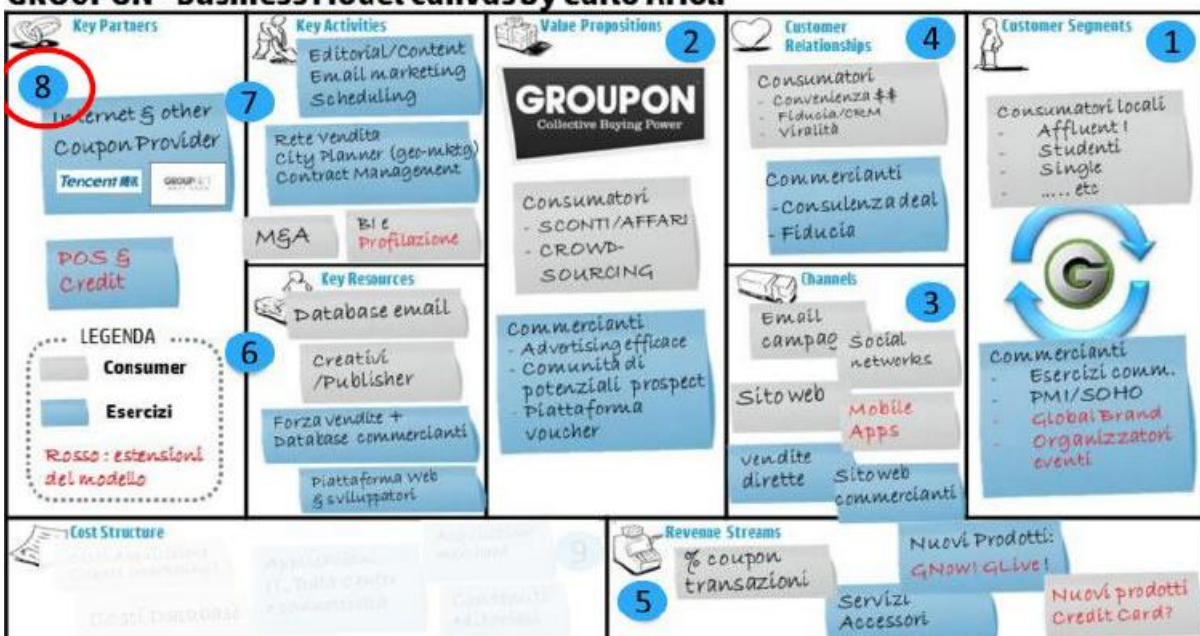 GROUPON - Business Model Canvas by Carlo Arioli
Key Partners
8
Internet & other
Coupon Provider
Tencent 腾讯
POS &
Credit
LEGENDA
Consumer
Esercizi
Rosso: estensioni
del modello
Key Activities
7
Editorial/Content
Email marketing
Scheduling
Rete vendita
City Planner (geo-mktg)
Contract Management
M&A
BI e
Profilazione
Key Resources
6
Database email
Creativi
/Publisher
Forza vendite +
Database commercianti
Piattaforma Web
& sviluppatori
Value Propositions
2
GROUPON
Collective Buying Power
Consumatori
- SCONTI/AFFARI
- CROWD-
SOURCING
Commercianti
- Advertising efficace
- Comunità di
potenziali prospect
- Piattaforma
voucher
Customer
Relationships
4
Consumatori
- Convenienza $$
- Fiducia/CRM
- Viralità
Commercianti
- Consulenza deal
- Fiducia
Channels
3
Email
campag
Social
networks
Sito web
Mobile
Apps
Vendite
dirette
Sito web
commercianti
Customer Segments
1
Consumatori locali
- Affluent!
- Studenti
- Single
- ..... etc
G
Commercianti
- Esercizi comm.
- PMI/SOHO
- Global Brand
- Organizzatori
eventi
Cost Structure
9
Revenue Streams
5
% coupon
transazioni
Servizi
Accessori
Nuovi Prodotti:
GNow! GLive!
Nuovi prodotti
Credit Card?